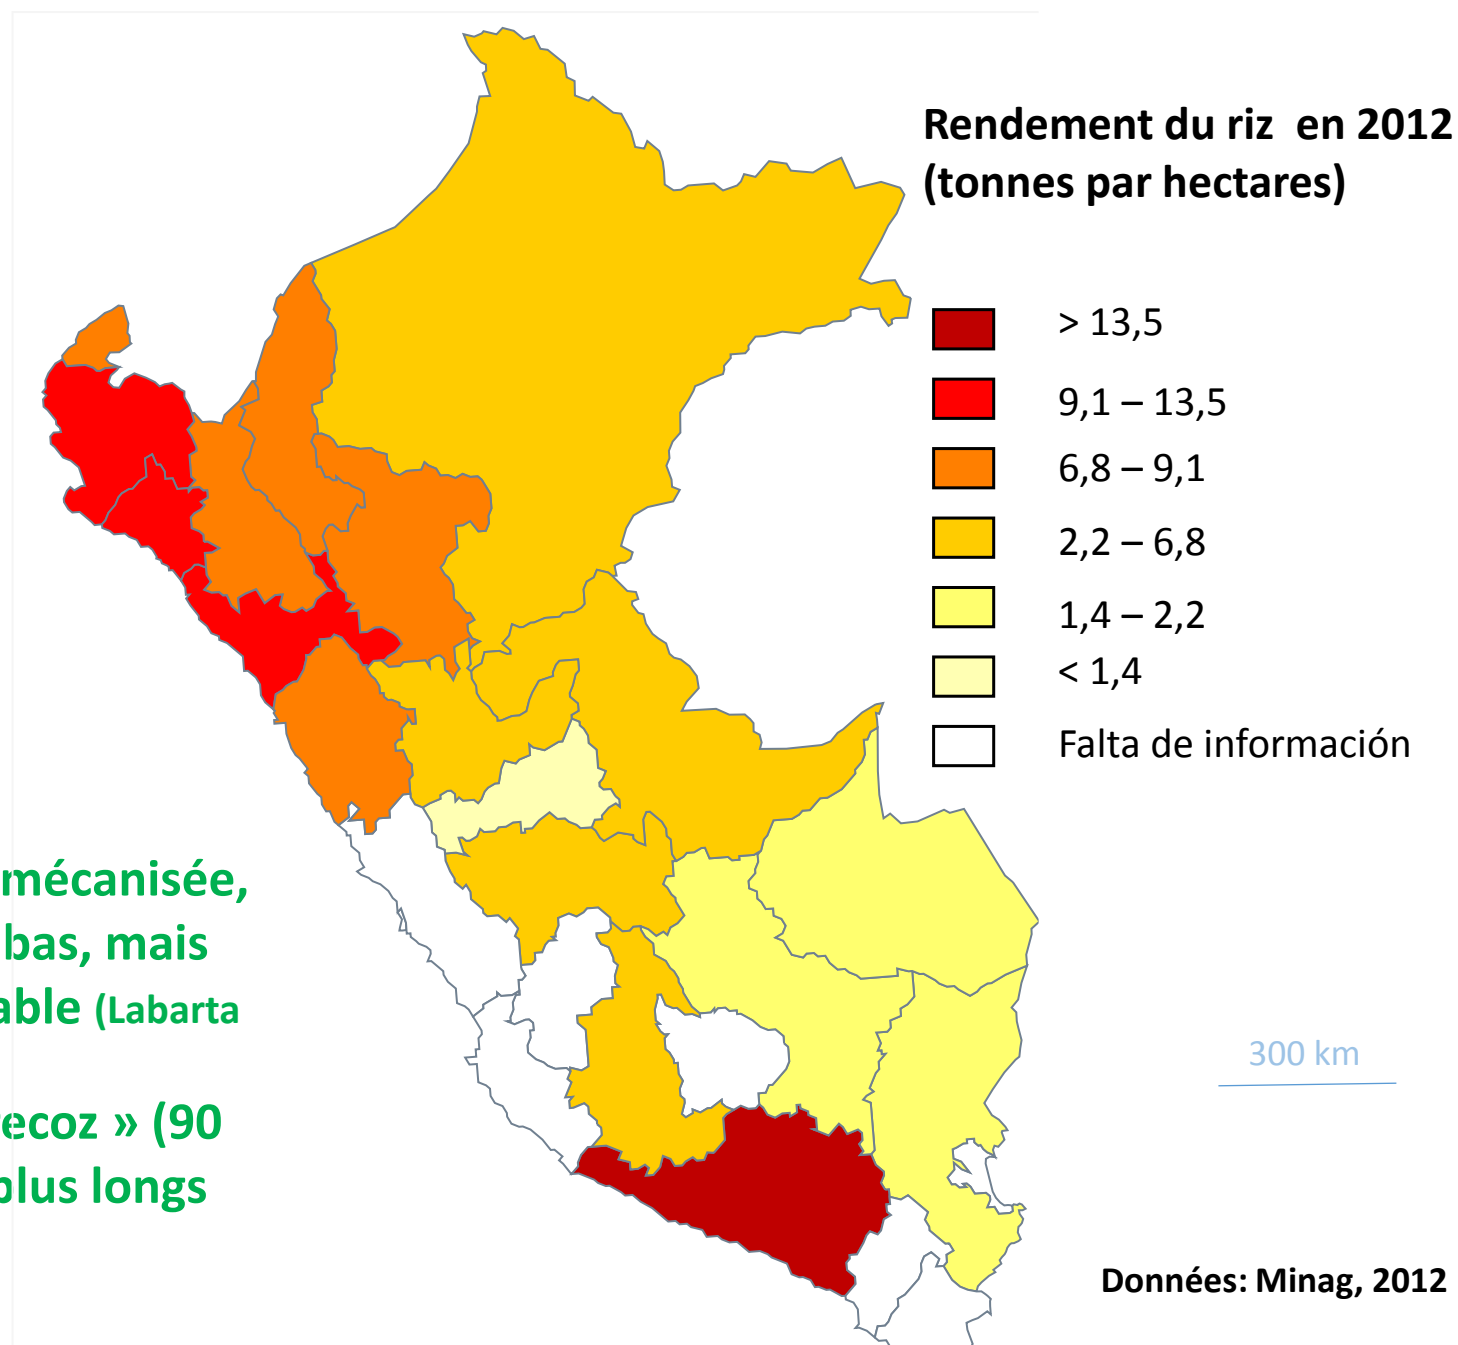 Rendement du riz en 2012
(tonnes par hectares)
> 13,5
9,1 – 13,5
6,8 – 9,1
2,2 – 6,8
1,4 – 2,2
< 1,4
Falta de información
mécanisée,
bas, mais
able (Labarta
ecoz » (90
plus longs
300 km
Données: Minag, 2012